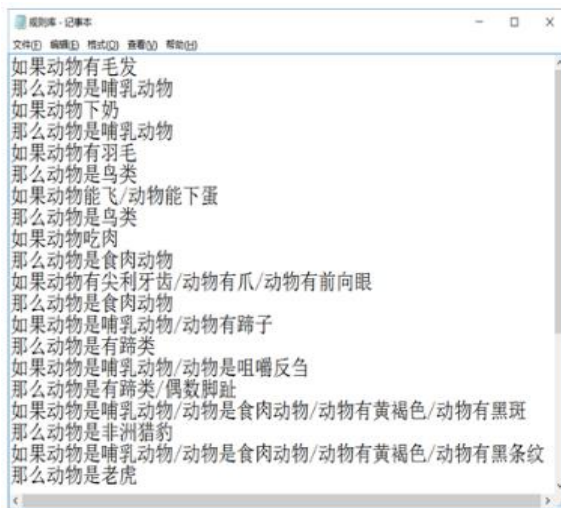 规则库 - 记事本
文件(F) 编辑(E) 格式(O) 查看(V) 帮助(H)
如果动物有毛发
那么动物是哺乳动物
如果动物下奶
那么动物是哺乳动物
如果动物有羽毛
那么动物是鸟类
如果动物能飞/动物能下蛋
那么动物是鸟类
如果动物吃肉
那么动物是食肉动物
如果动物有尖利牙齿/动物有爪/动物有前向眼
那么动物是食肉动物
如果动物是哺乳动物/动物有蹄子
那么动物是有蹄类
如果动物是哺乳动物/动物是咀嚼反刍
那么动物是有蹄类/偶数脚趾
如果动物是哺乳动物/动物是食肉动物/动物有黄褐色/动物有黑斑
那么动物是非洲猎豹
如果动物是哺乳动物/动物是食肉动物/动物有黄褐色/动物有黑条纹
那么动物是老虎